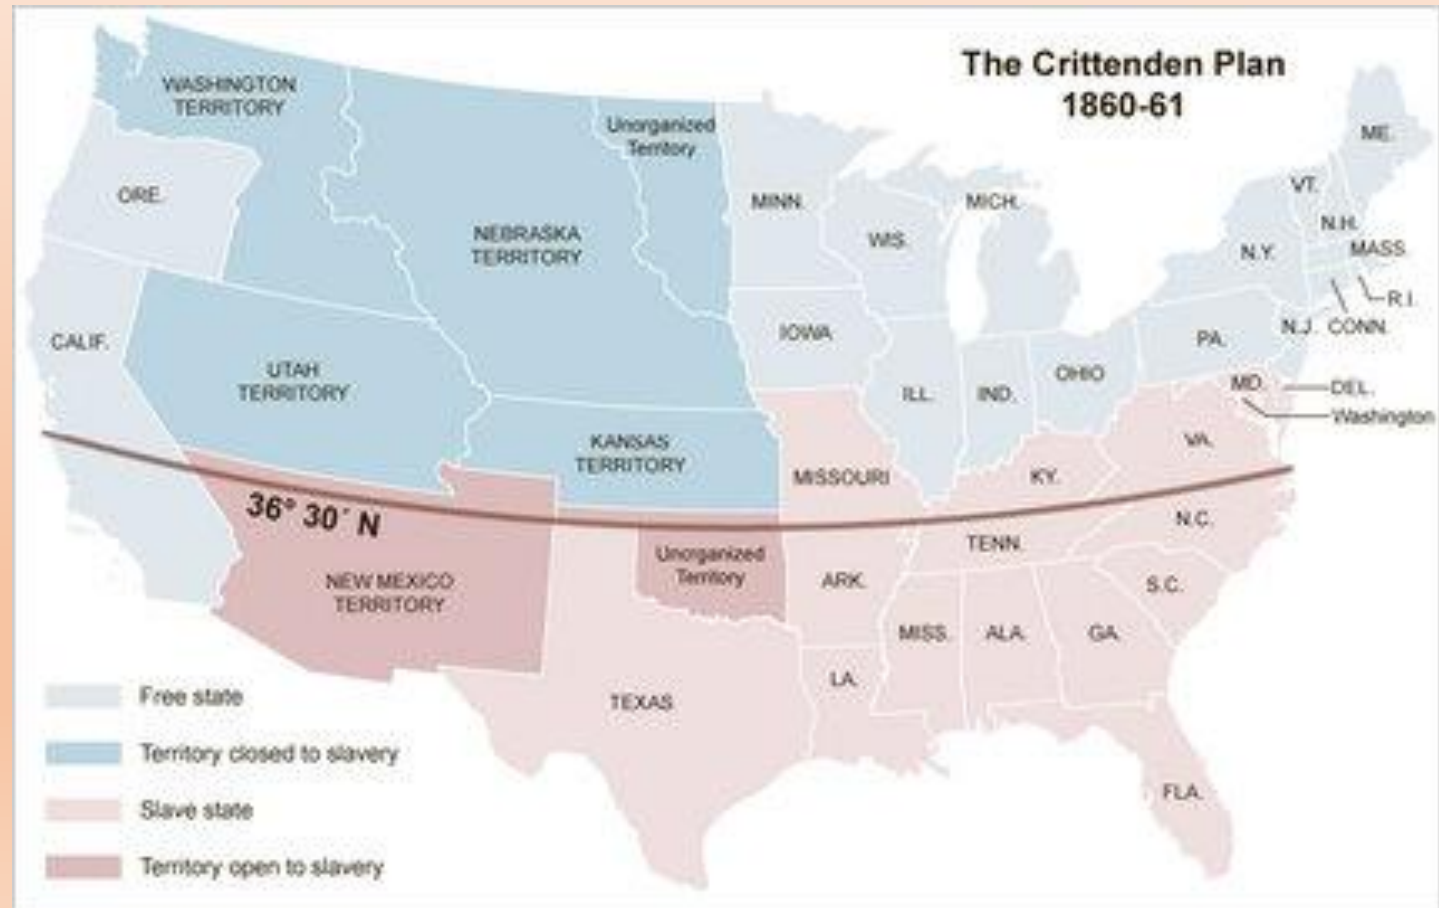 The Crittenden Plan
1860-61
WASHINGTON
TERRITORY
Unorganized
Territory
ORE.
NEBRASKA
TERRITORY
MINN.
WIS.
MICH.
ME.
VT.
N.H.
MASS.
N.Y.
R.I.
CONN.
N.J.
PA.
CALIF.
IOWA
UTAH
TERRITORY
ILL.
IND.
OHIO
MD.
DEL.
Washington
KANSAS
TERRITORY
MISSOURI
KY.
VA.
36° 30´ N
N.C.
TENN.
NEW MEXICO
TERRITORY
Unorganized
Territory
ARK.
S.C.
MISS.
ALA.
GA.
LA.
TEXAS
FLA.
Free state
Territory closed to slavery
Slave state
Territory open to slavery